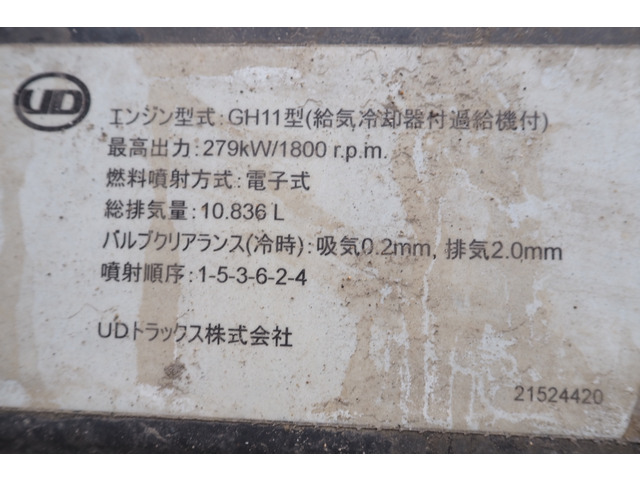 UD
エンジン型式:GH11型(給気冷却器付過給機付)
最高出力:279kW/1800 r.p.m.
燃料噴射方式:電子式
総排気量:10.836 L
バルブクリアランス(冷時):吸気0.2mm, 排気2.0mm
噴射順序:1-5-3-6-2-4
UDトラックス株式会社
21524420